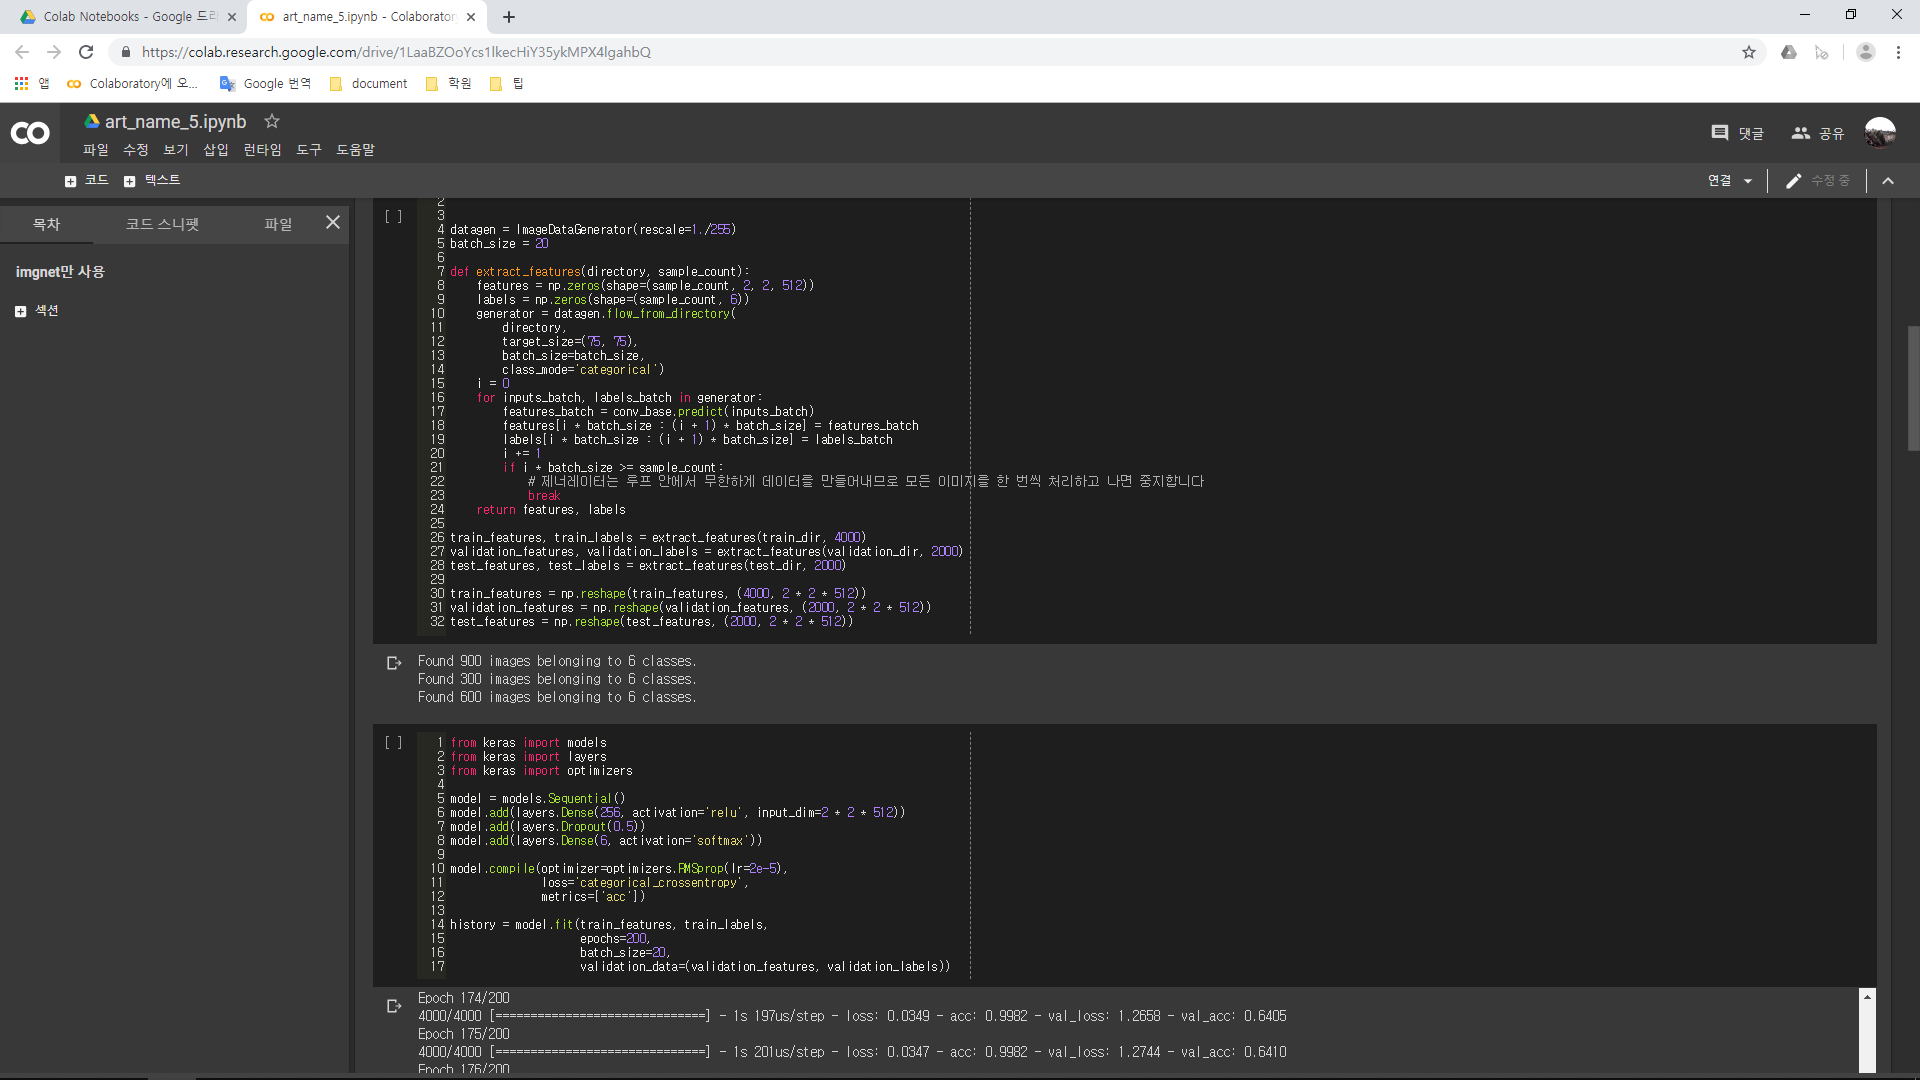 Colab Notebooks - Google 드라
art_name_5.ipynb - Colaborator
https://colab.research.google.com/drive/1LaaBZOoYcs1lkecHiY35ykMPX4lgahbQ
앱
Colaboratory에 오...
Google 번역
document
학원
팁
CO
art_name_5.ipynb
댓글
공유
파일 수정 보기 삽입 런타임 도구 도움말
코드 텍스트
연결
수정 중
목차 코드 스니펫 파일
imgnet만 사용
섹션
[ ]
2
3
4 datagen = ImageDataGenerator(rescale=1./255)
5 batch_size = 20
6
7 def extract_features(directory, sample_count):
8 features = np.zeros(shape=(sample_count, 2, 2, 512))
9 labels = np.zeros(shape=(sample_count, 6))
10 generator = datagen.flow_from_directory(
11 directory,
12 target_size=(75, 75),
13 batch_size=batch_size,
14 class_mode='categorical')
15 i = 0
16 for inputs_batch, labels_batch in generator:
17 features_batch = conv_base.predict(inputs_batch)
18 features[i * batch_size : (i + 1) * batch_size] = features_batch
19 labels[i * batch_size : (i + 1) * batch_size] = labels_batch
20 i += 1
21 if i * batch_size >= sample_count:
22 # 제너레이터는 루프 안에서 무한하게 데이터를 만들어내므로 모든 이미지를 한 번씩 처리하고 나면 중지합니다
23 break
24 return features, labels
25
26 train_features, train_labels = extract_features(train_dir, 4000)
27 validation_features, validation_labels = extract_features(validation_dir, 2000)
28 test_features, test_labels = extract_features(test_dir, 2000)
29
30 train_features = np.reshape(train_features, (4000, 2 * 2 * 512))
31 validation_features = np.reshape(validation_features, (2000, 2 * 2 * 512))
32 test_features = np.reshape(test_features, (2000, 2 * 2 * 512))
Found 900 images belonging to 6 classes.
Found 300 images belonging to 6 classes.
Found 600 images belonging to 6 classes.
[ ]
1 from keras import models
2 from keras import layers
3 from keras import optimizers
4
5 model = models.Sequential()
6 model.add(layers.Dense(256, activation='relu', input_dim=2 * 2 * 512))
7 model.add(layers.Dropout(0.5))
8 model.add(layers.Dense(6, activation='softmax'))
9
10 model.compile(optimizer=optimizers.RMSprop(lr=2e-5),
11 loss='categorical_crossentropy',
12 metrics=['acc'])
13
14 history = model.fit(train_features, train_labels,
15 epochs=200,
16 batch_size=20,
17 validation_data=(validation_features, validation_labels))
Epoch 174/200
4000/4000 [==============================] - 1s 197us/step - loss: 0.0349 - acc: 0.9982 - val_loss: 1.2658 - val_acc: 0.6405
Epoch 175/200
4000/4000 [==============================] - 1s 201us/step - loss: 0.0347 - acc: 0.9982 - val_loss: 1.2744 - val_acc: 0.6410
Epoch 176/200